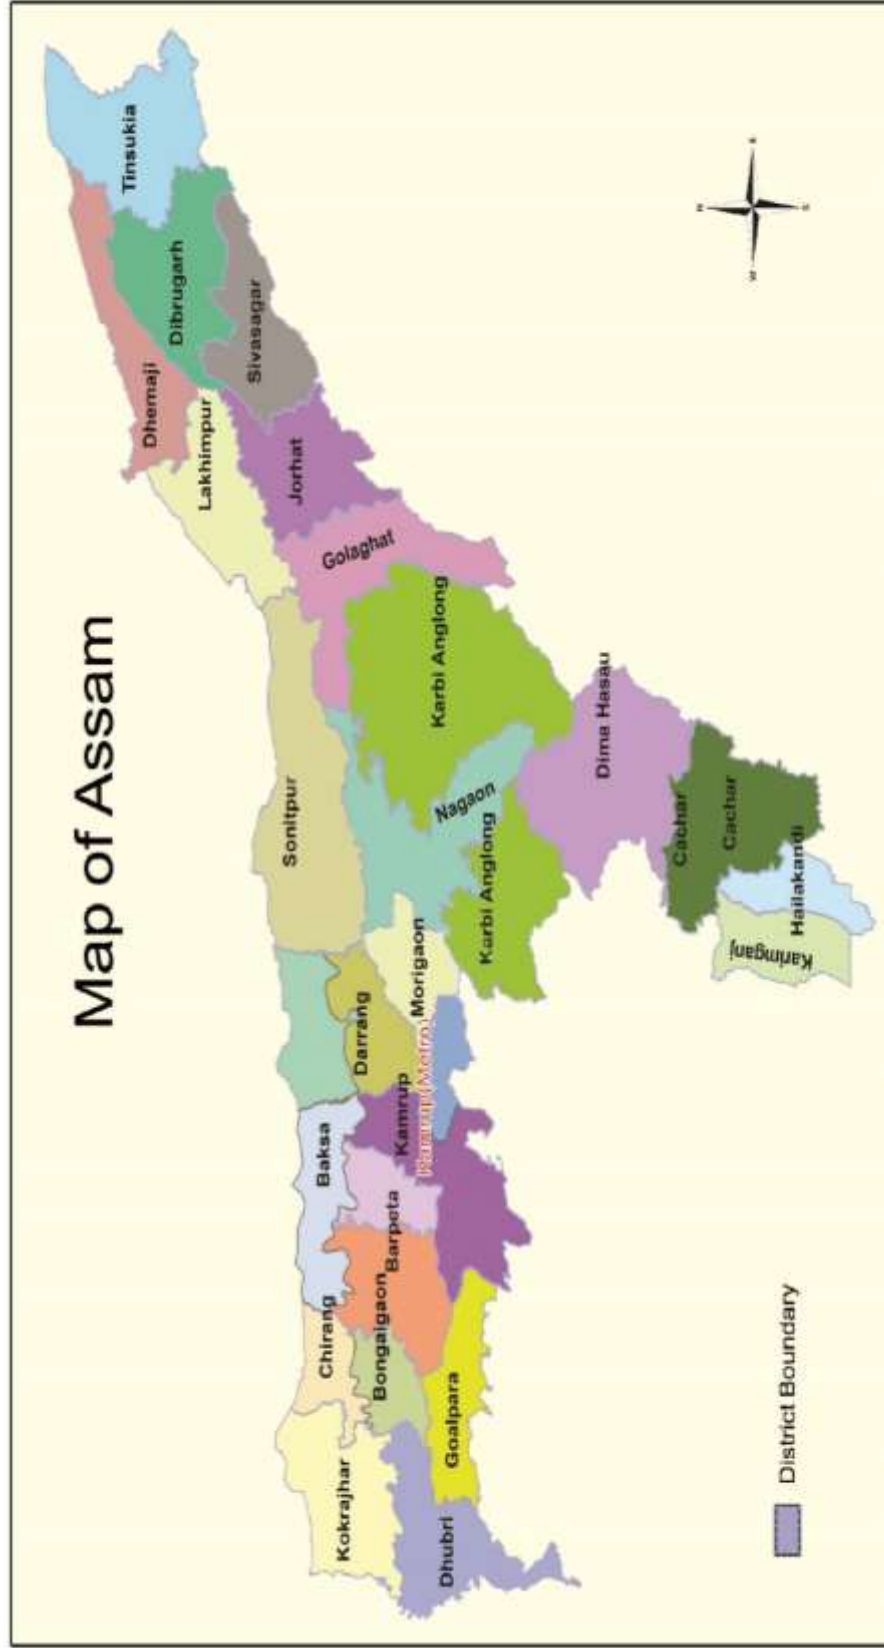 Map of Assam
Tinsukia
Dibrugarh
Dhemaji
Sivasagar
Lakhimpur
Jorhat
Golaghat
Karbi Anglong
Sonitpur
Nagaon
Dima Hasau
Karbi Anglong
Cachar
Cachar
Hailakandi
Karimganj
Morigaon
Darrang
Kamrup(Metro)
Kamrup
Baksa
Barpeta
Chirang
Bongaigaon
Goalpara
Kokrajhar
Dhubri
N
E
S
W
District Boundary